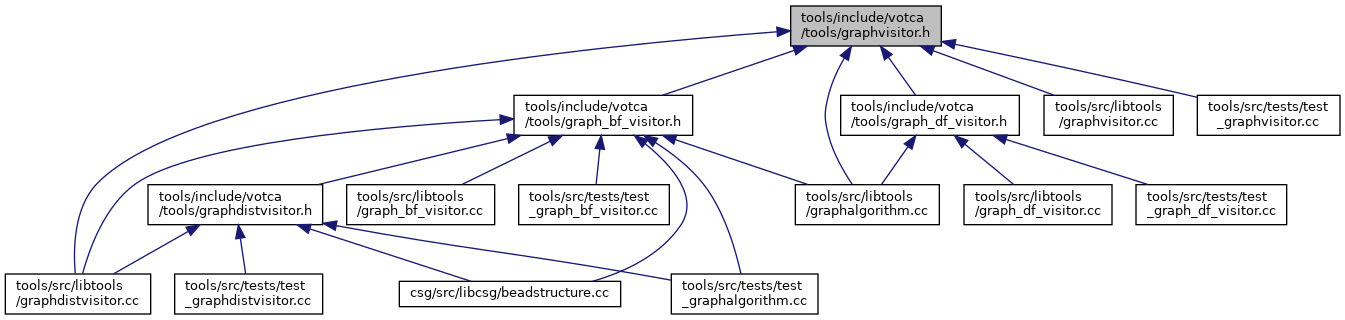 tools/include/votca
/tools/graphvisitor.h
tools/include/votca
/tools/graph_bf_visitor.h
tools/include/votca
/tools/graph_df_visitor.h
tools/src/libtools
/graphvisitor.cc
tools/src/tests/test
_graphvisitor.cc
tools/include/votca
/tools/graphdistvisitor.h
tools/src/libtools
/graph_bf_visitor.cc
tools/src/tests/test
_graph_bf_visitor.cc
tools/src/libtools
/graphalgorithm.cc
tools/src/libtools
/graph_df_visitor.cc
tools/src/tests/test
_graph_df_visitor.cc
tools/src/libtools
/graphdistvisitor.cc
tools/src/tests/test
_graphdistvisitor.cc
csg/src/libcsg/beadstructure.cc
tools/src/tests/test
_graphalgorithm.cc